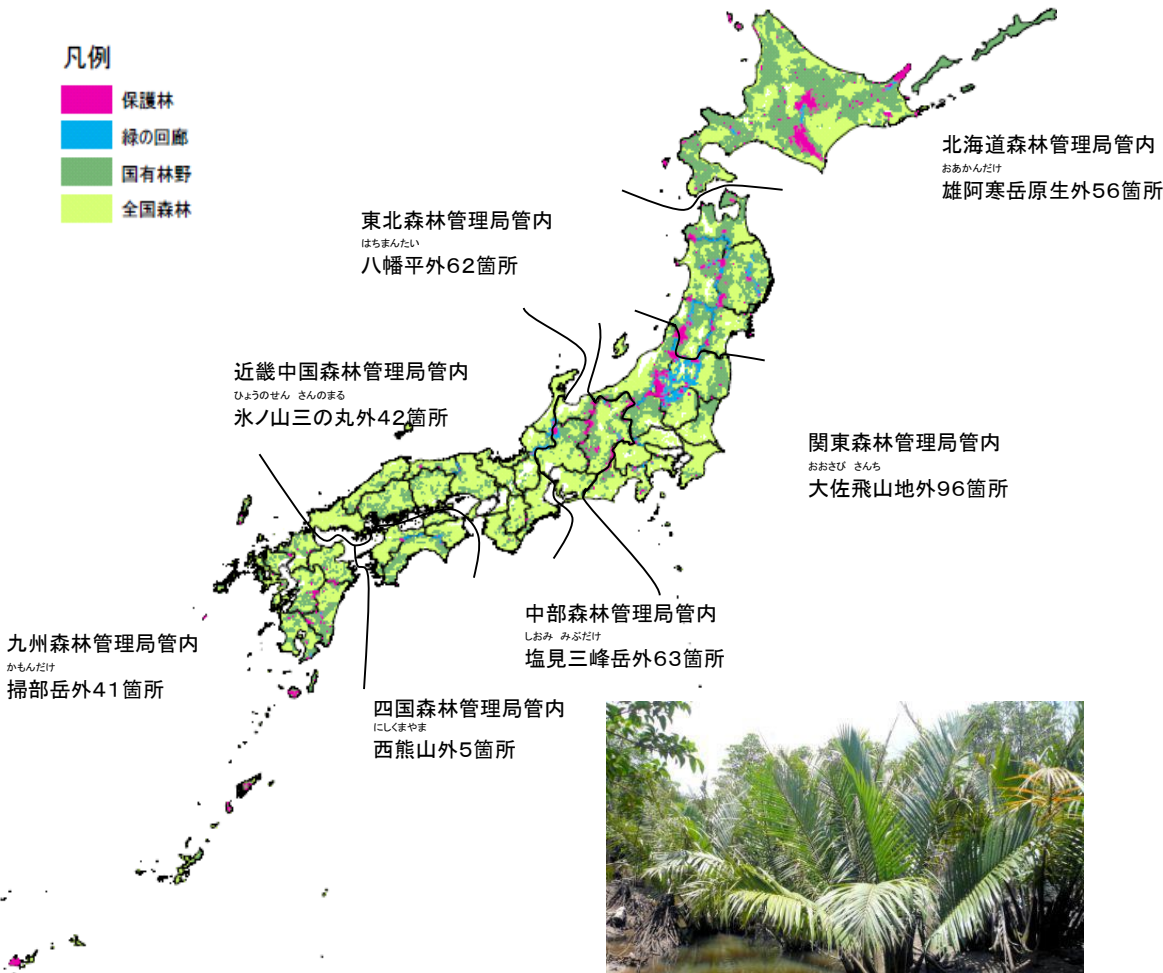 凡例
保護林
緑の回廊
国有林野
全国森林
北海道森林管理局管内
おあかんだけ
雄阿寒岳原生外56箇所
東北森林管理局管内
はちまんたい
八幡平外62箇所
近畿中国森林管理局管内
ひょうのせん さんのまる
氷ノ山三の丸外42箇所
関東森林管理局管内
おおさび さんち
大佐飛山地外96箇所
中部森林管理局管内
しおみ みぶだけ
塩見三峰岳外63箇所
九州森林管理局管内
かもんだけ
掃部岳外41箇所
四国森林管理局管内
にしくまやま
西熊山外5箇所